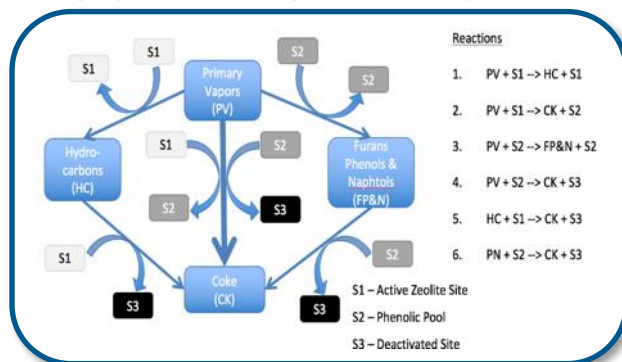 Reactions
1. PV + S1 --> HC + S1
2. PV + S1 --> CK + S2
3. PV + S2 --> FP&N + S2
4. PV + S2 --> CK + S3
5. HC + S1 --> CK + S3
6. PN + S2 --> CK + S3
S1
S1
Primary
Vapors
(PV)
S2
S2
Hydro-
carbons
(HC)
S1
S2
Furans
Phenols &
Naphtols
(FP&N)
S2
S3
S1
S3
Coke
(CK)
S2
S3
S1 – Active Zeolite Site
S2 – Phenolic Pool
S3 – Deactivated Site